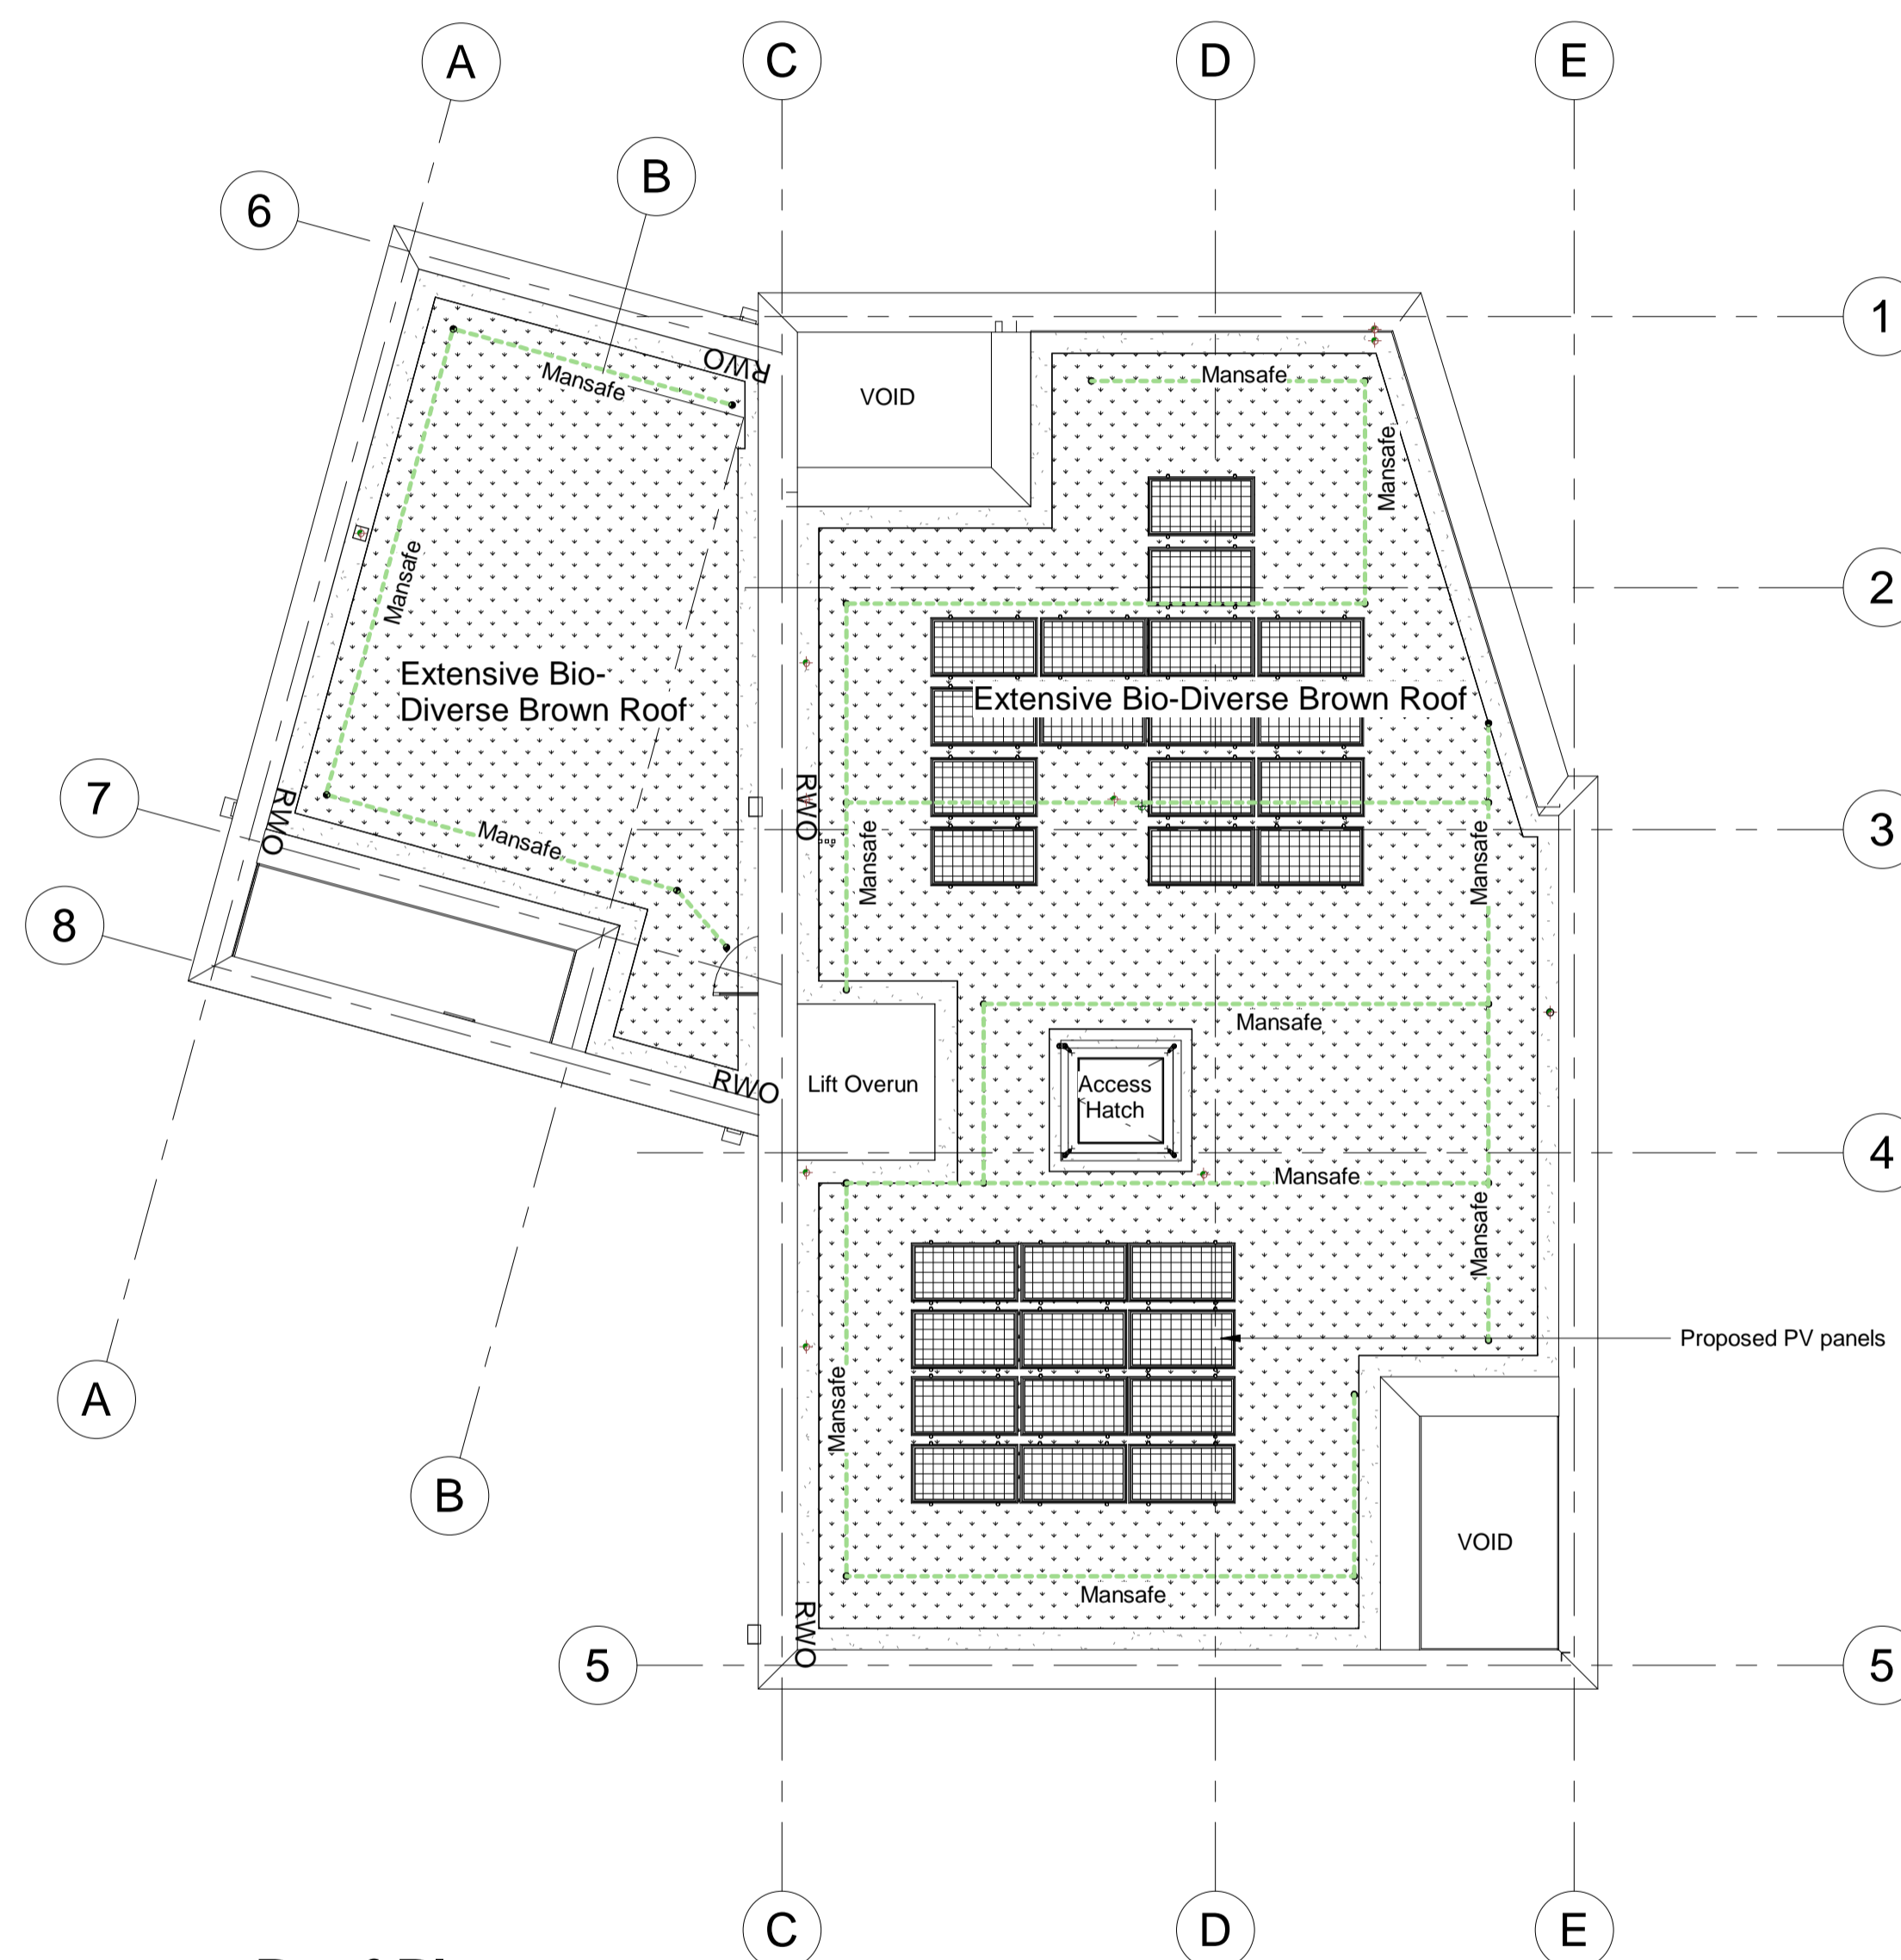 A
C
D
E
B
6
1
RWO
Mansafe
VOID
Mansafe
Mansafe
2
Mansafe
Extensive Bio-
Diverse Brown Roof
Extensive Bio-Diverse Brown Roof
7
RWO
RWO
Mansafe
Mansafe
Mansafe
3
8
Mansafe
RWO
Lift Overun
Access
Hatch
4
Mansafe
Mansafe
Proposed PV panels
A
Mansafe
B
VOID
Mansafe
RWO
5
5
C
D
E